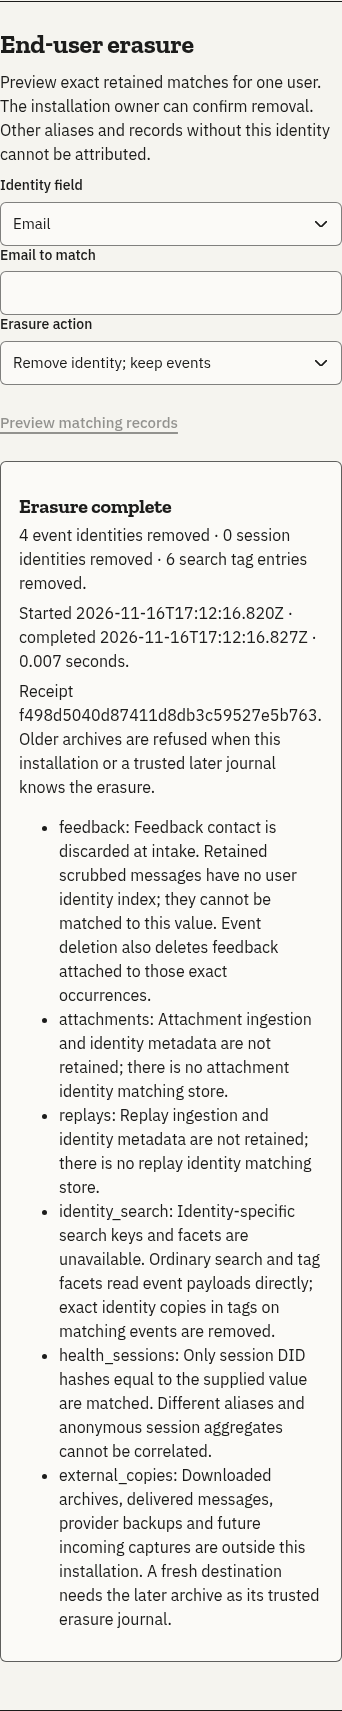 End-user erasure
Preview exact retained matches for one user.
The installation owner can confirm removal.
Other aliases and records without this identity
cannot be attributed.
Identity field
Email
Email to match
Erasure action
Remove identity; keep events
Preview matching records
Erasure complete
4 event identities removed · 0 session
identities removed · 6 search tag entries
removed.
Started 2026-11-16T17:12:16.820Z ·
completed 2026-11-16T17:12:16.827Z ·
0.007 seconds.
Receipt
f498d5040d87411d8db3c59527e5b763.
Older archives are refused when this
installation or a trusted later journal
knows the erasure.
• feedback: Feedback contact is
discarded at intake. Retained
scrubbed messages have no user
identity index; they cannot be
matched to this value. Event
deletion also deletes feedback
attached to those exact
occurrences.
• attachments: Attachment ingestion
and identity metadata are not
retained; there is no attachment
identity matching store.
• replays: Replay ingestion and
identity metadata are not retained;
there is no replay identity matching
store.
• identity_search: Identity-specific
search keys and facets are
unavailable. Ordinary search and tag
facets read event payloads directly;
exact identity copies in tags on
matching events are removed.
• health_sessions: Only session DID
hashes equal to the supplied value
are matched. Different aliases and
anonymous session aggregates
cannot be correlated.
• external_copies: Downloaded
archives, delivered messages,
provider backups and future
incoming captures are outside this
installation. A fresh destination
needs the later archive as its trusted
erasure journal.